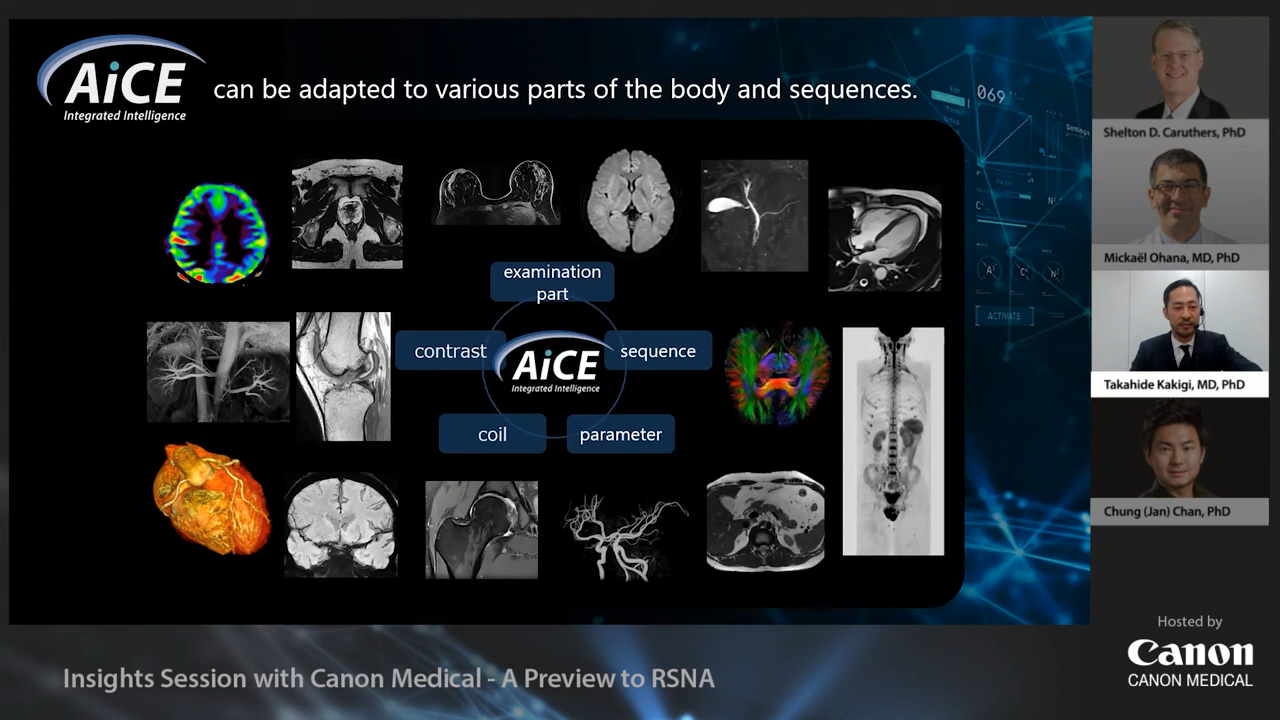 AiCE
Integrated Intelligence
can be adapted to various parts of the body and sequences.
examination
part
contrast
AiCE
Integrated Intelligence
sequence
coil
parameter
069
ACTIVATE
Shelton D. Caruthers, PhD
Mickaël Ohana, MD, PhD
Takahide Kakigi, MD, PhD
Chung (Jan) Chan, PhD
Hosted by
Canon
CANON MEDICAL
Insights Session with Canon Medical - A Preview to RSNA